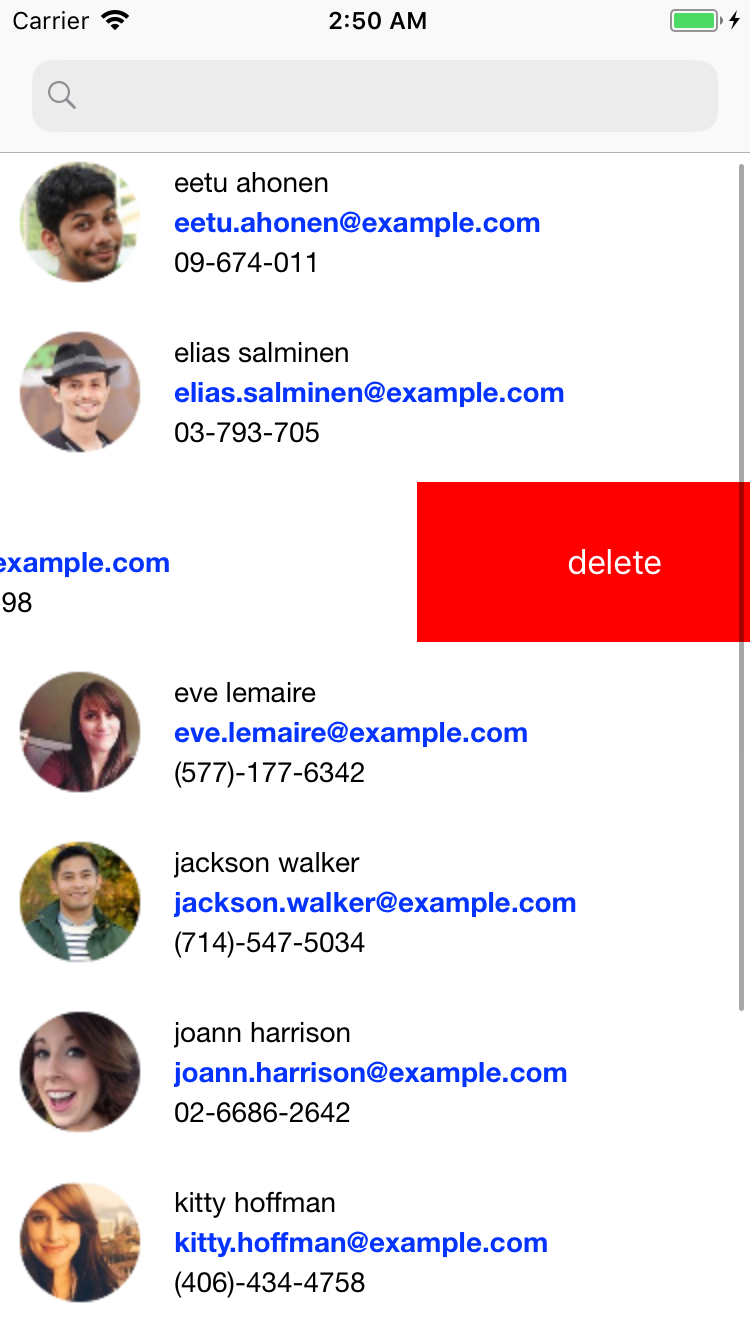 Carrier 2:50 AM
eetu ahonen
eetu.ahonen@example.com
09-674-011
elias salminen
elias.salminen@example.com
03-793-705
example.com
98
delete
eve lemaire
eve.lemaire@example.com
(577)-177-6342
jackson walker
jackson.walker@example.com
(714)-547-5034
joann harrison
joann.harrison@example.com
02-6686-2642
kitty hoffman
kitty.hoffman@example.com
(406)-434-4758